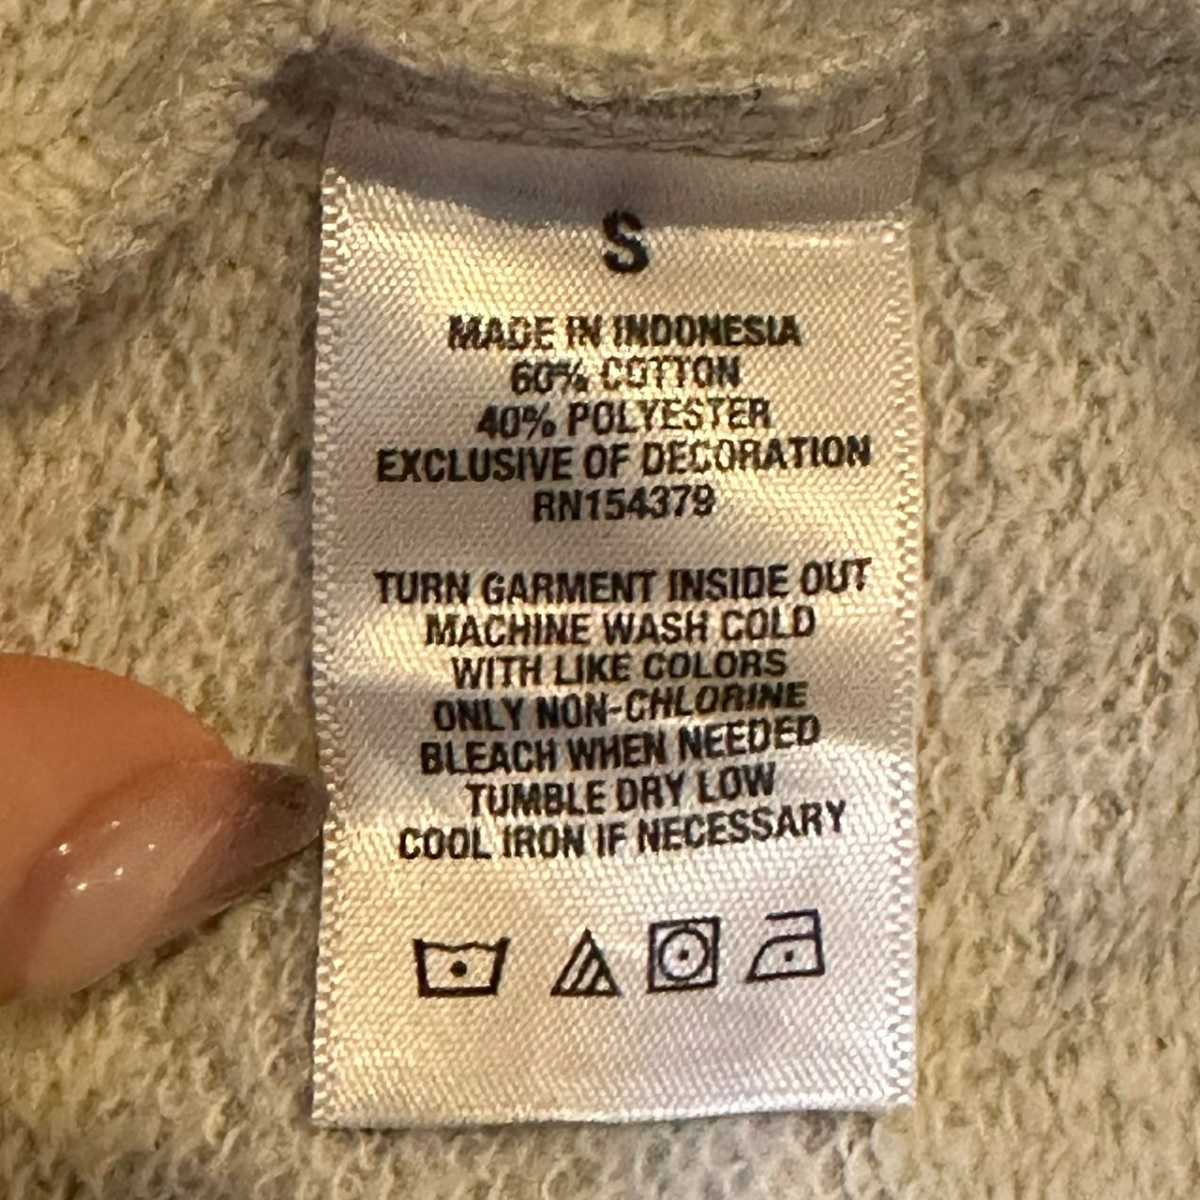 S
MADE IN INDONESIA
60% COTTON
40% POLYESTER
EXCLUSIVE OF DECORATION
RN154379
TURN GARMENT INSIDE OUT
MACHINE WASH COLD
WITH LIKE COLORS
ONLY NON-CHLORINE
BLEACH WHEN NEEDED
TUMBLE DRY LOW
COOL IRON IF NECESSARY